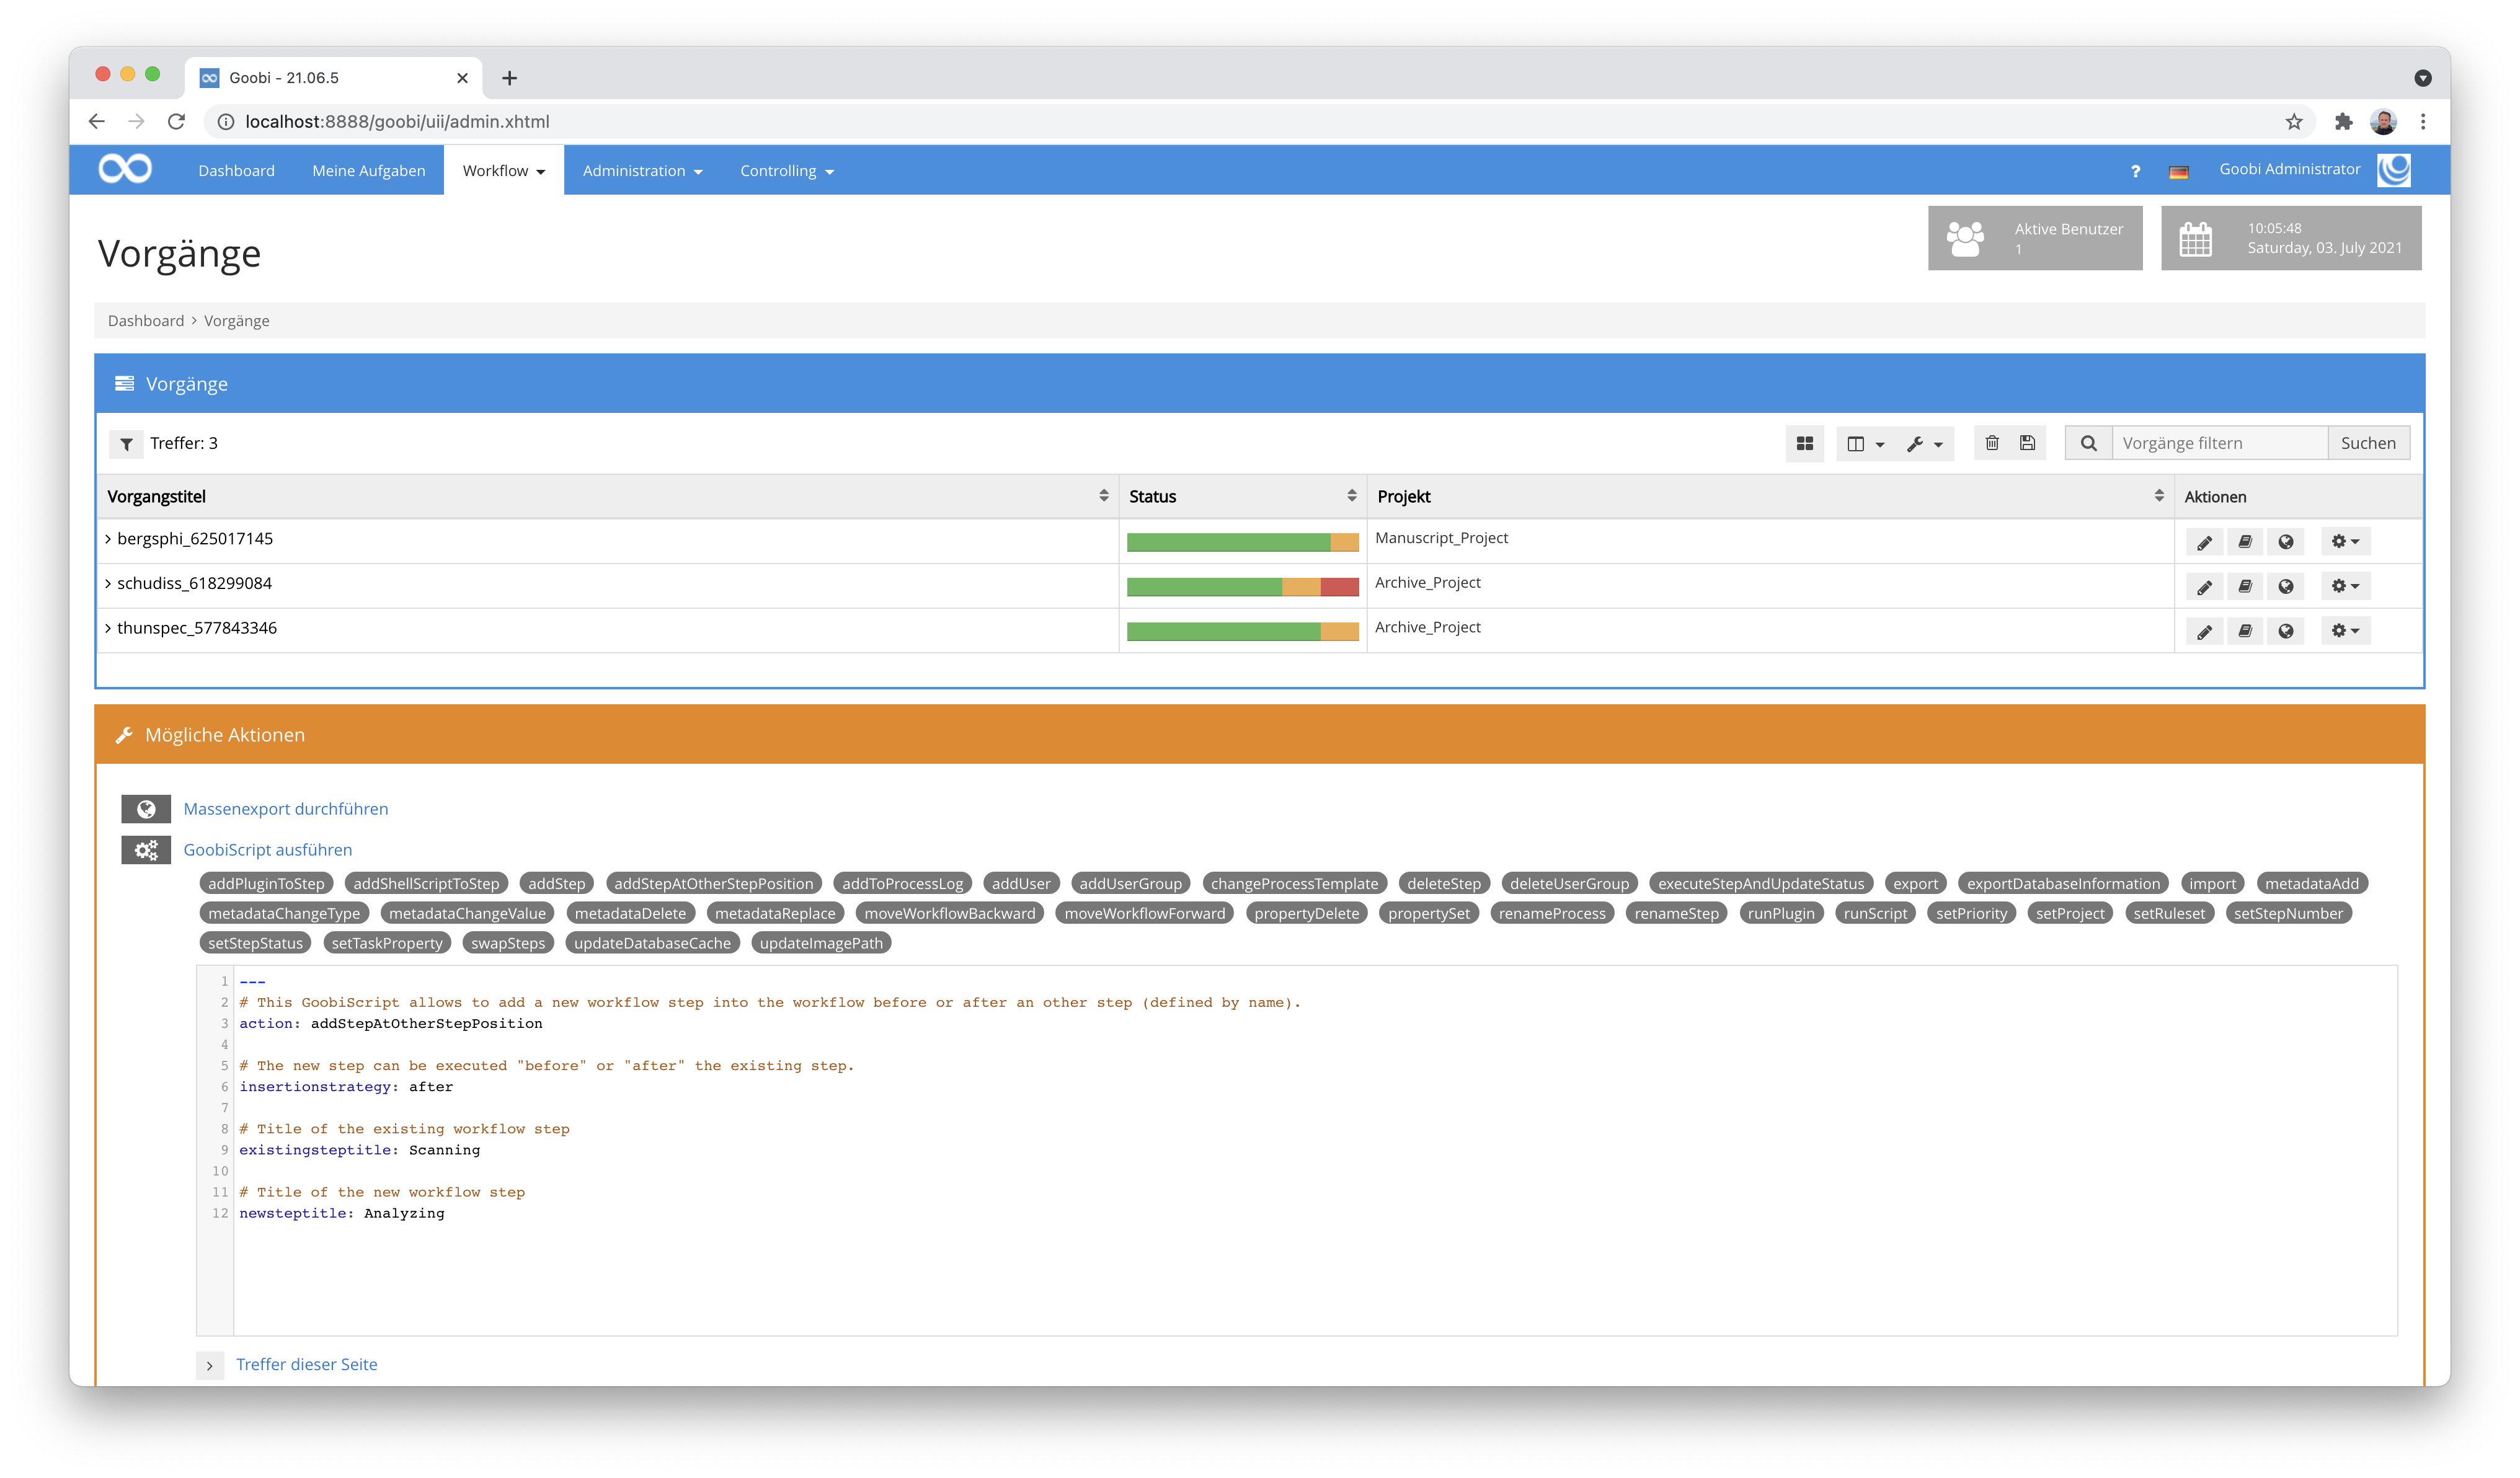 Goobi - 21.06.5
localhost:8888/goobi/uii/admin.xhtml
Dashboard Meine Aufgaben Workflow Administration Controlling ? Goobi Administrator
Vorgänge
Aktive Benutzer
1
10:05:48
Saturday, 03. July 2021
Dashboard > Vorgänge
Vorgänge
Treffer: 3 Vorgänge filtern Suchen
Vorgangstitel Status Projekt Aktionen
bergsphi_625017145 Manuscript_Project
schudiss_618299084 Archive_Project
thunspec_577843346 Archive_Project
Mögliche Aktionen
Massenexport durchführen
GoobiScript ausführen
addPluginToStep addShellScriptToStep addStep addStepAtOtherStepPosition addToProcessLog addUser addUserGroup changeProcessTemplate deleteStep deleteUserGroup executeStepAndUpdateStatus export exportDatabaseInformation import metadataAdd
metadataChangeType metadataChangeValue metadataDelete metadataReplace moveWorkflowBackward moveWorkflowForward propertyDelete propertySet renameProcess renameStep runPlugin runScript setPriority setProject setRuleset setStepNumber
setStepStatus setTaskProperty swapSteps updateDatabaseCache updateImagePath
1 ---
2 # This GoobiScript allows to add a new workflow step into the workflow before or after an other step (defined by name).
3 action: addStepAtOtherStepPosition
4
5 # The new step can be executed "before" or "after" the existing step.
6 insertionstrategy: after
7
8 # Title of the existing workflow step
9 existingsteptitle: Scanning
10
11 # Title of the new workflow step
12 newsteptitle: Analyzing
Treffer dieser Seite